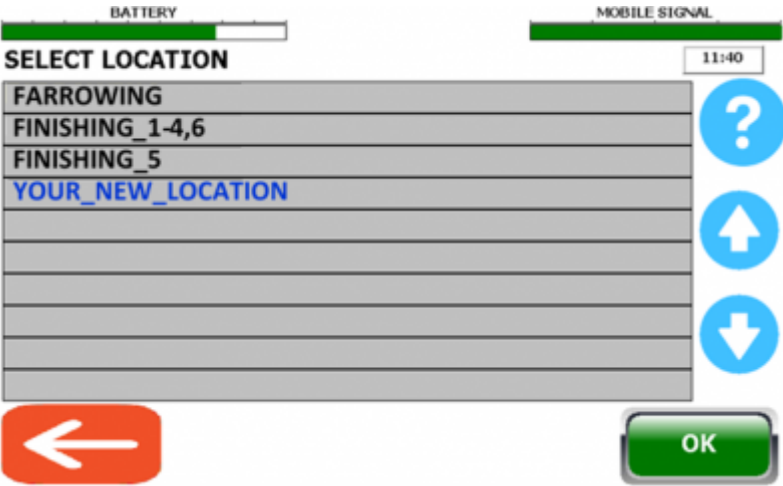 BATTERY
MOBILE SIGNAL
SELECT LOCATION
11:40
FARROWING
FINISHING_1-4,6
FINISHING_5
YOUR_NEW_LOCATION
?
OK